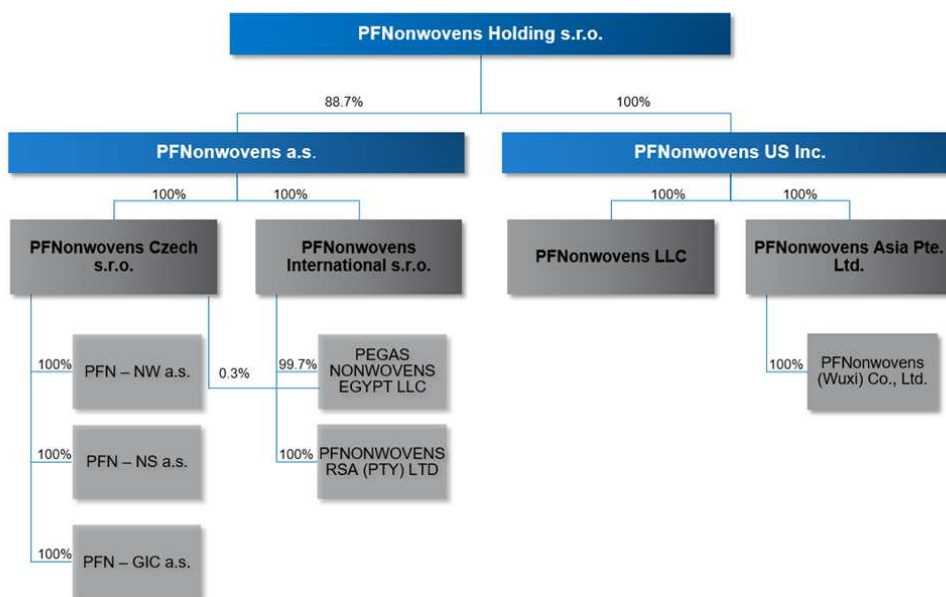 PFNonwovens Holding s.r.o.
88.7%
100%
PFNonwovens a.s.
PFNonwovens US Inc.
100%
100%
100%
100%
PFNonwovens Czech
s.r.o.
PFNonwovens
International s.r.o.
PFNonwovens LLC
PFNonwovens Asia Pte.
Ltd.
100%
PFN – NW a.s.
0.3%
99.7%
PEGAS
NONWOVENS
EGYPT LLC
100%
PFNonwovens
(Wuxi) Co., Ltd.
100%
PFN – NS a.s.
100%
PFNONWOVENS
RSA (PTY) LTD
100%
PFN – GIC a.s.